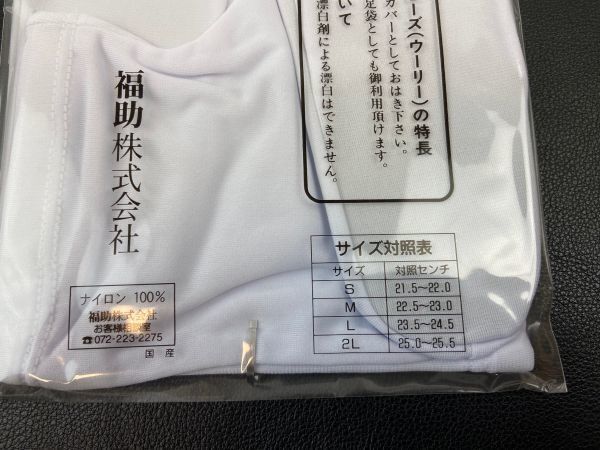 ーズ(ウーリー)の特長
カバーとしておはき下さい。
足袋としても御利用頂けます。
いて
漂白剤による漂白はできません。
福助株式会社
サイズ対照表
サイズ 対照センチ
S 21.5〜22.0
M 22.5〜23.0
L 23.5〜24.5
2L 25.0〜25.5
ナイロン 100%
福助株式会社
お客様相談室
☎072-223-2275
国産